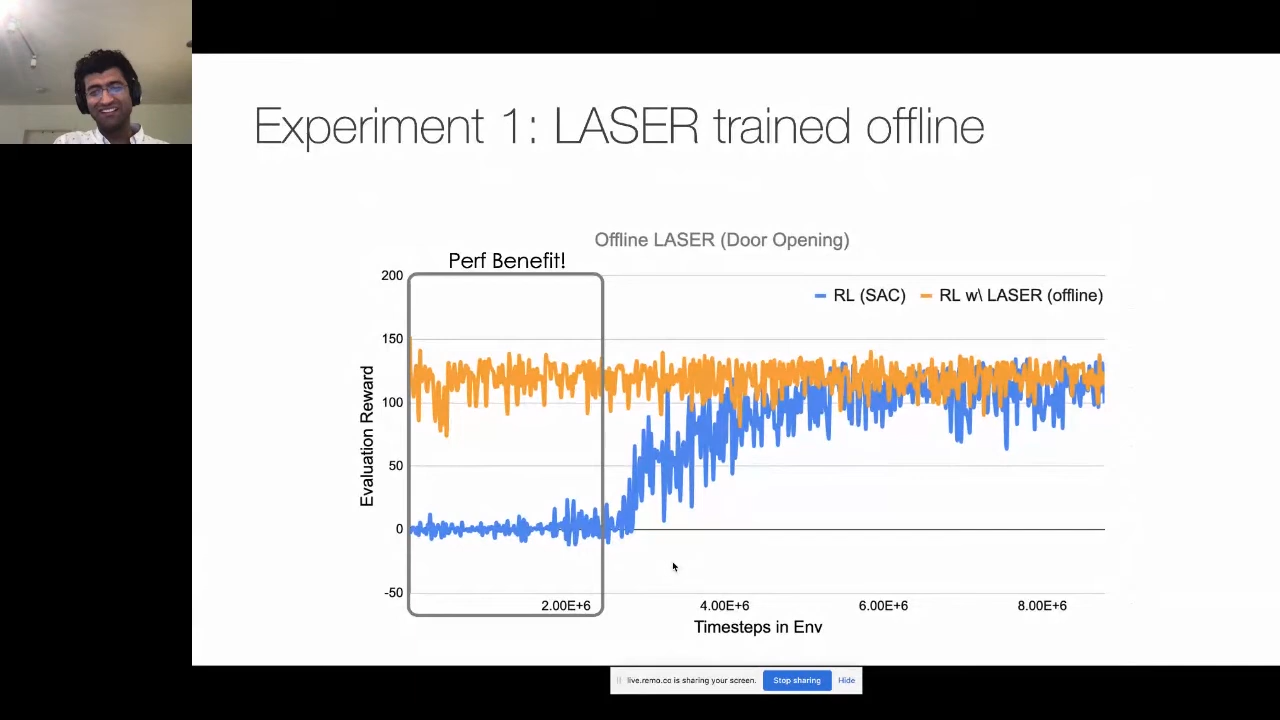 Experiment 1: LASER trained offline
Offline LASER (Door Opening)
Perf Benefit!
RL (SAC) RL w\ LASER (offline)
200
150
100
50
0
-50
Evaluation Reward
2.00E+6 4.00E+6 6.00E+6 8.00E+6
Timesteps in Env
live.remo.co is sharing your screen. Stop sharing Hide